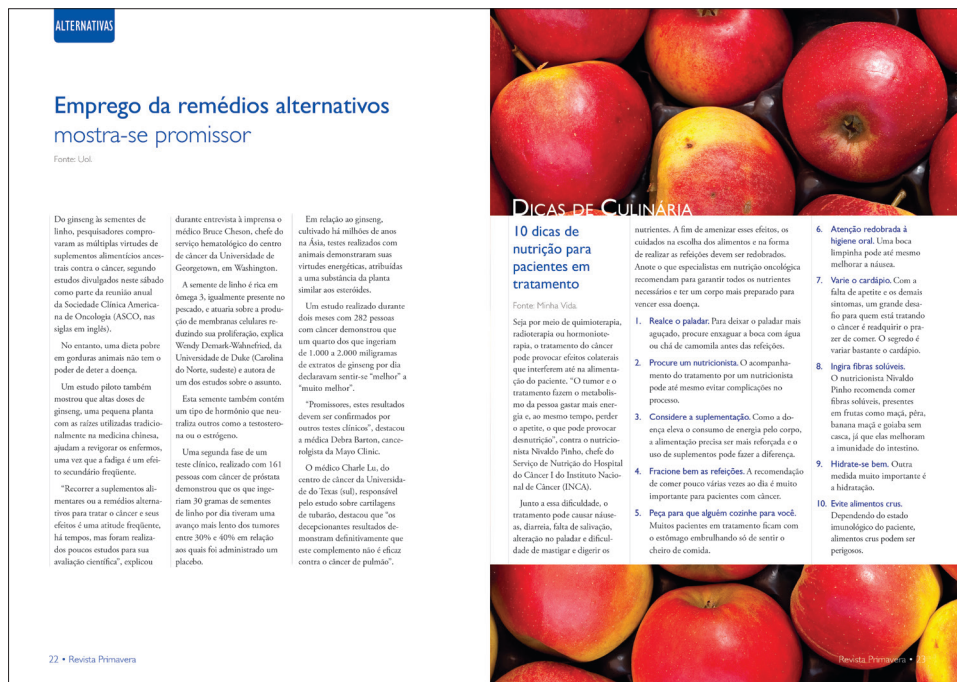 ALTERNATIVAS
Emprego da remédios alternativos
mostra-se promissor
Fonte: Uol.
Do ginseng às sementes de
linho, pesquisadores compro-
varam as múltiplas virtudes de
suplementos alimentícios ances-
trais contra o câncer, segundo
estudos divulgados neste sábado
como parte da reunião anual
da Sociedade Clínica America-
na de Oncologia (ASCO, nas
siglas em inglês).
No entanto, uma dieta pobre
em gorduras animais não tem o
poder de deter a doença.
Um estudo piloto também
mostrou que altas doses de
ginseng, uma pequena planta
com as raízes utilizadas tradicio-
nalmente na medicina chinesa,
ajudam a revigorar os enfermos,
uma vez que a fadiga é um efei-
to secundário freqüente.
"Recorrer a suplementos ali-
mentares ou a remédios alterna-
tivos para tratar o câncer e seus
efeitos é uma atitude freqüente,
há tempos, mas foram realiza-
dos poucos estudos para sua
avaliação científica", explicou
durante entrevista à imprensa o
médico Bruce Cheson, chefe do
serviço hematológico do centro
de câncer da Universidade de
Georgetown, em Washington.
A semente de linho é rica em
ômega 3, igualmente presente no
pescado, e atuaria sobre a produ-
ção de membranas celulares re-
duzindo sua proliferação, explica
Wendy Demark-Wahnefried, da
Universidade de Duke (Carolina
do Norte, sudeste) e autora de
um dos estudos sobre o assunto.
Esta semente também contém
um tipo de hormônio que neu-
traliza outros como a testostero-
na ou o estrógeno.
Uma segunda fase de um
teste clínico, realizado com 161
pessoas com câncer de próstata
demonstrou que os que inge-
riam 30 gramas de sementes
de linho por dia tiveram uma
avanço mais lento dos tumores
entre 30% e 40% em relação
aos quais foi administrado um
placebo.
Em relação ao ginseng,
cultivado há milhões de anos
na Ásia, testes realizados com
animais demonstraram suas
virtudes energéticas, atribuídas
a uma substância da planta
similar aos esteróides.
Um estudo realizado durante
dois meses com 282 pessoas
com câncer demonstrou que
um quarto dos que ingeriam
de 1.000 a 2.000 miligramas
de extratos de ginseng por dia
declaravam sentir-se "melhor" a
"muito melhor".
"Promissores, estes resultados
devem ser confirmados por
outros testes clínicos", destacou
a médica Debra Barton, cance-
rolgista da Mayo Clinic.
O médico Charle Lu, do
centro de câncer da Universida-
de do Texas (sul), responsável
pelo estudo sobre cartilagens
de tubarão, destacou que "os
decepcionantes resultados de-
monstram definitivamente que
este complemento não é eficaz
contra o câncer de pulmão".
22 • Revista Primavera
DICAS DE CULINÁRIA
10 dicas de
nutrição para
pacientes em
tratamento
Fonte: Minha Vida.
Seja por meio de quimioterapia,
radioterapia ou hormoniote-
rapia, o tratamento do câncer
pode provocar efeitos colaterais
que interferem até na alimenta-
ção do paciente. "O tumor e o
tratamento fazem o metabolis-
mo da pessoa gastar mais ener-
gia e, ao mesmo tempo, perder
o apetite, o que pode provocar
desnutrição", contra o nutricio-
nista Nivaldo Pinho, chefe do
Serviço de Nutrição do Hospital
do Câncer I do Instituto Nacio-
nal de Câncer (INCA).
Junto a essa dificuldade, o
tratamento pode causar náuse-
as, diarreia, falta de salivação,
alteração no paladar e dificul-
dade de mastigar e digerir os
nutrientes. A fim de amenizar esses efeitos, os
cuidados na escolha dos alimentos e na forma
de realizar as refeições devem ser redobrados.
Anote o que especialistas em nutrição oncológica
recomendam para garantir todos os nutrientes
necessários e ter um corpo mais preparado para
vencer essa doença.
1. Realce o paladar. Para deixar o paladar mais
aguçado, procure enxaguar a boca com água
ou chá de camomila antes das refeições.
2. Procure um nutricionista. O acompanha-
mento do tratamento por um nutricionista
pode até mesmo evitar complicações no
processo.
3. Considere a suplementação. Como a do-
ença eleva o consumo de energia pelo corpo,
a alimentação precisa ser mais reforçada e o
uso de suplementos pode fazer a diferença.
4. Fracione bem as refeições. A recomendação
de comer pouco várias vezes ao dia é muito
importante para pacientes com câncer.
5. Peça para que alguém cozinhe para você.
Muitos pacientes em tratamento ficam com
o estômago embrulhando só de sentir o
cheiro de comida.
6. Atenção redobrada á
higiene oral. Uma boca
limpinha pode até mesmo
melhorar a náusea.
7. Varie o cardápio. Com a
falta de apetite e os demais
sintomas, um grande desa-
fio para quem está tratando
o câncer é readquirir o pra-
zer de comer. O segredo é
variar bastante o cardápio.
8. Ingira fibras solúveis.
O nutricionista Nivaldo
Pinho recomenda comer
fibras solúveis, presentes
em frutas como maçã, pêra,
banana maçã e goiaba sem
casca, já que elas melhoram
a imunidade do intestino.
9. Hidrate-se bem. Outra
medida muito importante é
a hidratação.
10. Evite alimentos crus.
Dependendo do estado
imunológico do paciente,
alimentos crus podem ser
perigosos.
Revista Primavera • 23